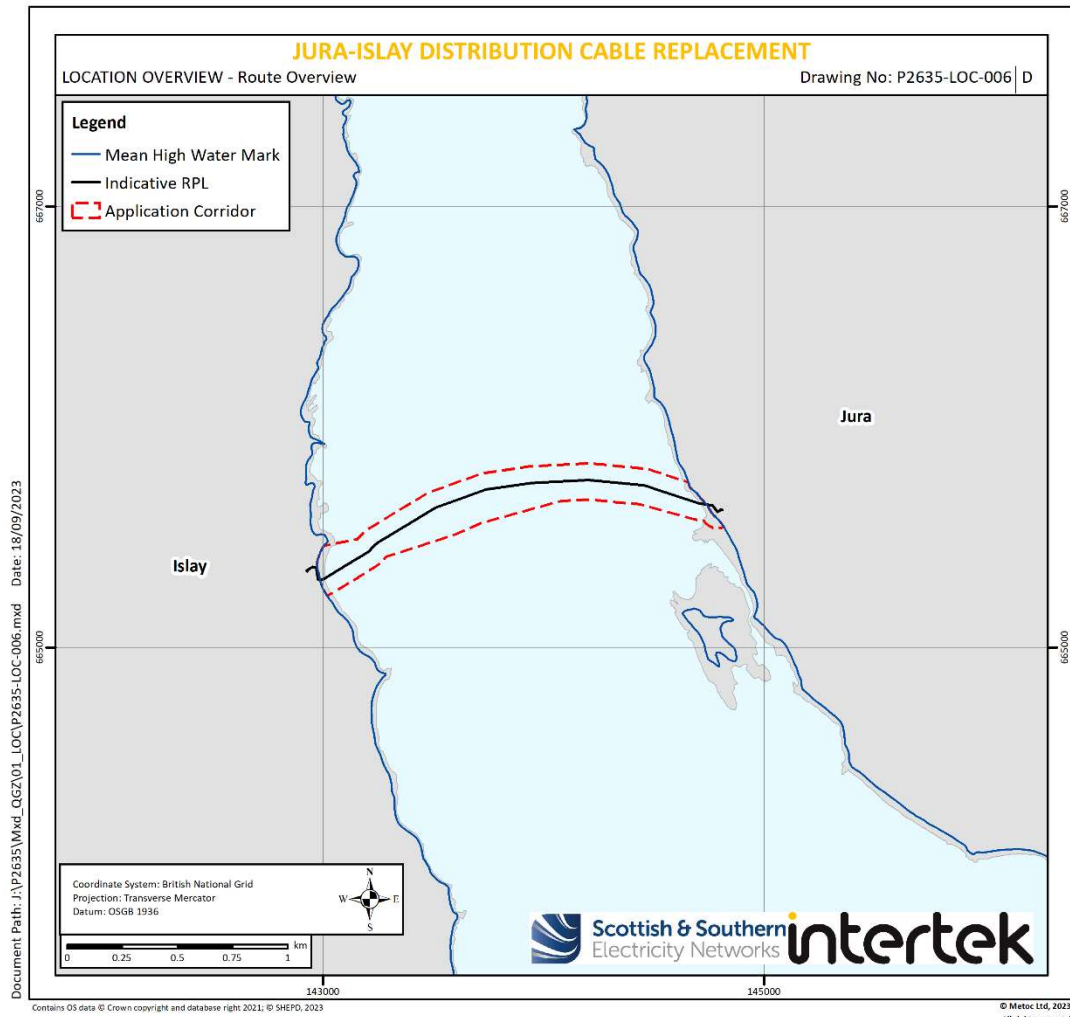 JURA-ISLAY DISTRIBUTION CABLE REPLACEMENT
LOCATION OVERVIEW - Route Overview
Drawing No: P2635-LOC-006 D
Legend
Mean High Water Mark
Indicative RPL
Application Corridor
667000
667000
Jura
Islay
665000
665000
Document Path: J:\P2635\Mxd_QGZ\01_LOC\P2635-LOC-006.mxd Date: 18/09/2023
Coordinate System: British National Grid
Projection: Transverse Mercator
Datum: OSGB 1936
N
W E
S
km
0 0.25 0.5 0.75 1
Scottish & Southern
Electricity Networks
intertek
143000
145000
Contains OS data © Crown copyright and database right 2021; © SHEPD, 2023
© Metoc Ltd, 2023